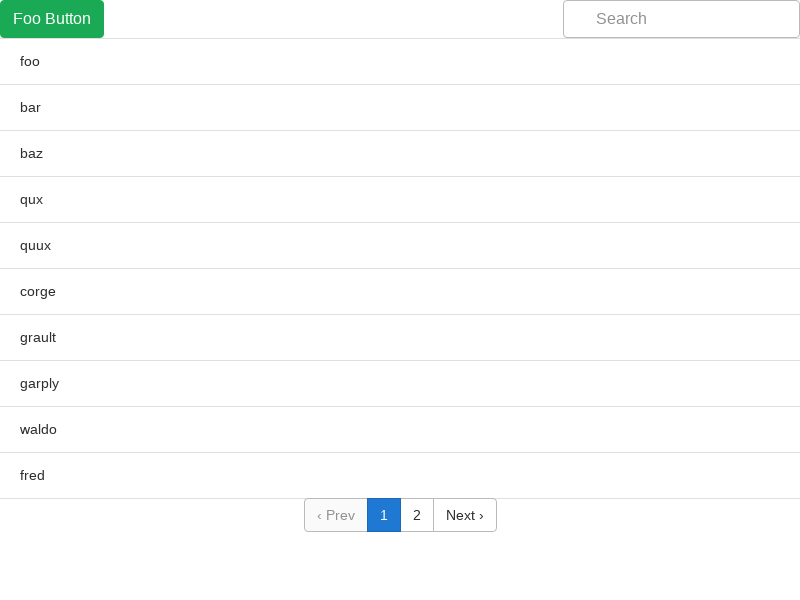 Foo Button Search
foo
bar
baz
qux
quux
corge
grault
garply
waldo
fred
‹ Prev 1 2 Next ›